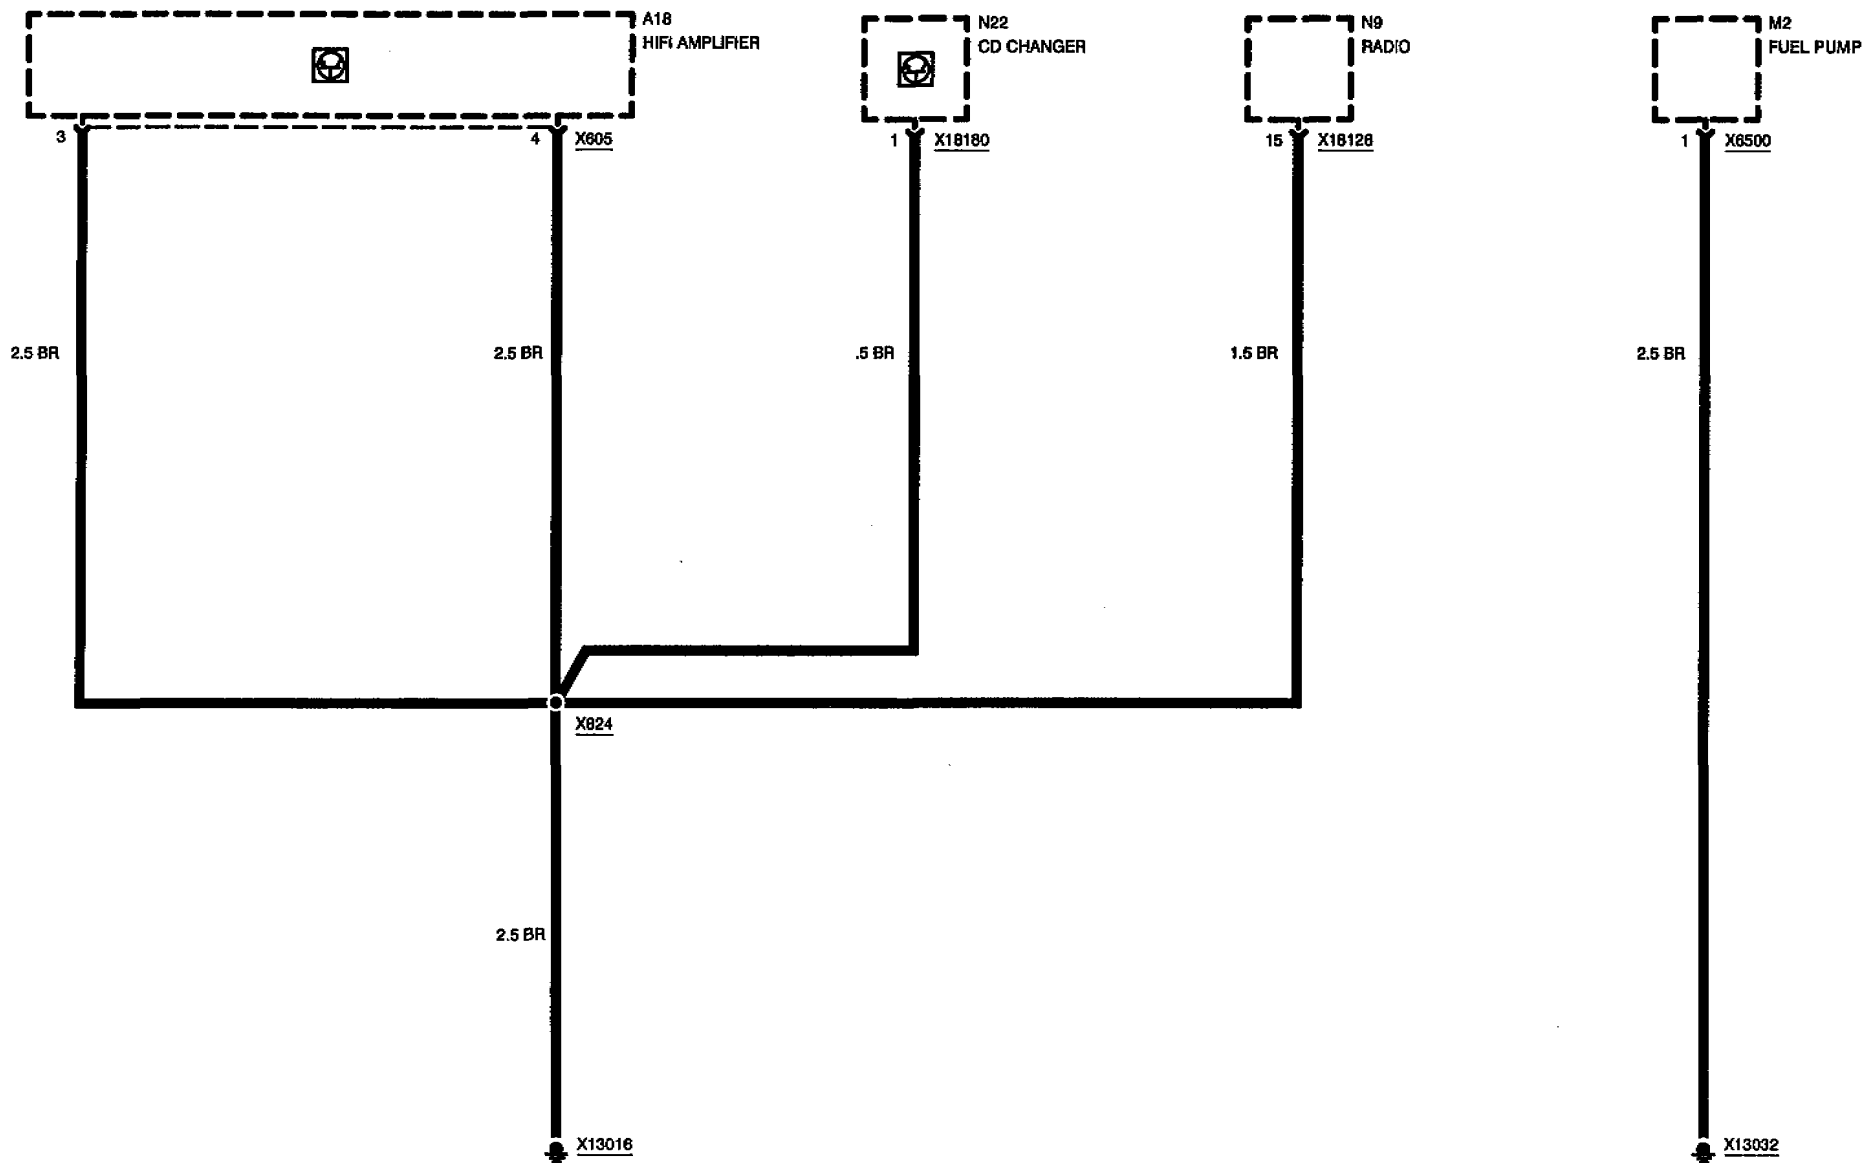 A18
HIFI AMPLIFIER
N22
CD CHANGER
N9
RADIO
M2
FUEL PUMP
3
4
X605
1
X18180
15
X18126
1
X6500
2.5 BR
2.5 BR
.5 BR
1.5 BR
2.5 BR
X824
2.5 BR
X13016
X13032